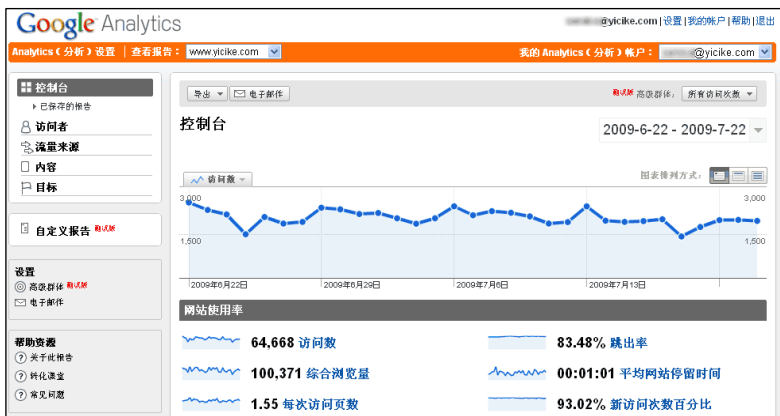 Google Analytics
@yicike.com | 设置 | 我的帐户 | 帮助 | 退出
Analytics（分析）设置 | 查看报告： www.yicike.com
我的 Analytics（分析）帐户： @yicike.com
控制台
已保存的报告
访问者
流量来源
内容
目标
自定义报告 测试版
设置
高级群体 测试版
电子邮件
帮助资源
关于此报告
转化课堂
常见问题
导出 电子邮件
测试版 高级群体： 所有访问次数
控制台
2009-6-22 - 2009-7-22
访问数
图表排列方式：
3,000 3,000
1,500 1,500
2009年6月22日 2009年6月29日 2009年7月6日 2009年7月13日
网站使用率
64,668 访问数 83.48% 跳出率
100,371 综合浏览量 00:01:01 平均网站停留时间
1.55 每次访问页数 93.02% 新访问次数百分比